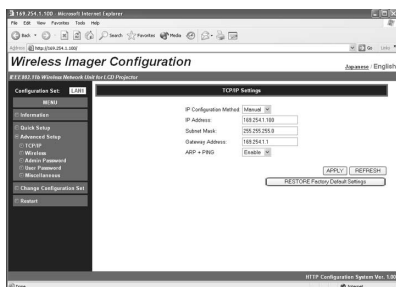 169.254.1.100 - Microsoft Internet Explorer
File Edit View Favorites Tools Help
Back Search Favorites Media
Address http://169.254.1.100/ Go Links
Wireless Imager Configuration
Japanese / English
IEEE802.11b Wireless Network Unit for LCD Projector
Configuration Set: LAN1
TCP/IP Settings
MENU
Information
Quick Setup
Advanced Setup
TCP/IP
Wireless
Admin Password
User Password
Miscellaneous
Change Configuration Set
Restart
IP Configuration Method Manual
IP Address: 169.254.1.100
Subnet Mask: 255.255.255.0
Gateway Address: 169.254.1.1
ARP + PING Enable
APPLY REFRESH
RESTORE Factory Default Settings
HTTP Configuration System Ver. 1.00
Done Internet